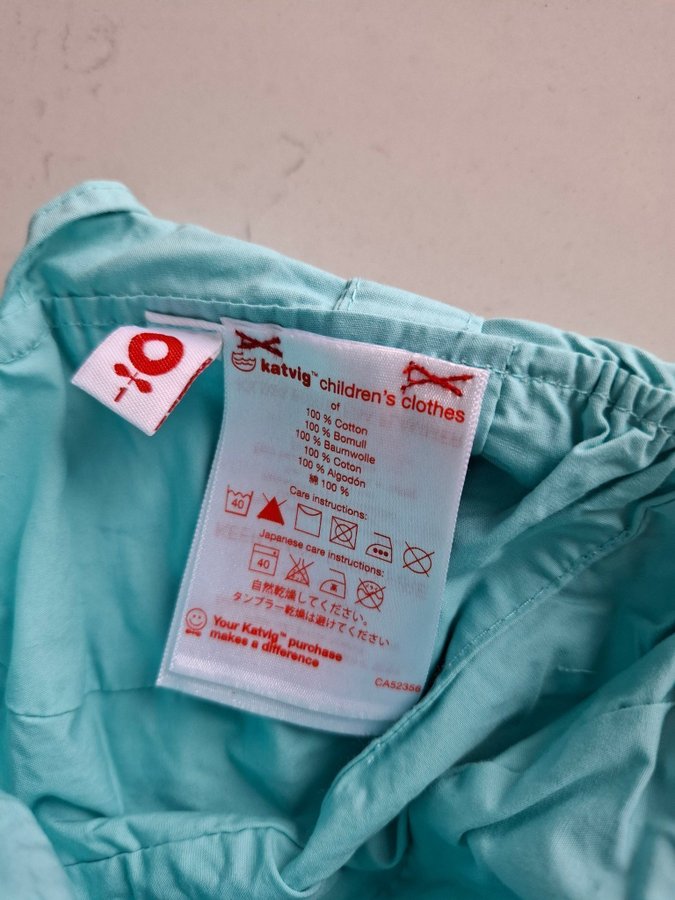 katvig™ children's clothes
of
100 % Cotton
100 % Bomull
100 % Baumwolle
100 % Coton
100 % Algodón
綿 100 %
Care instructions:
40
Japanese care instructions:
40
自然乾燥してください。
タンブラー乾燥は避けてください
Your Katvig™ purchase
makes a difference
CA52356